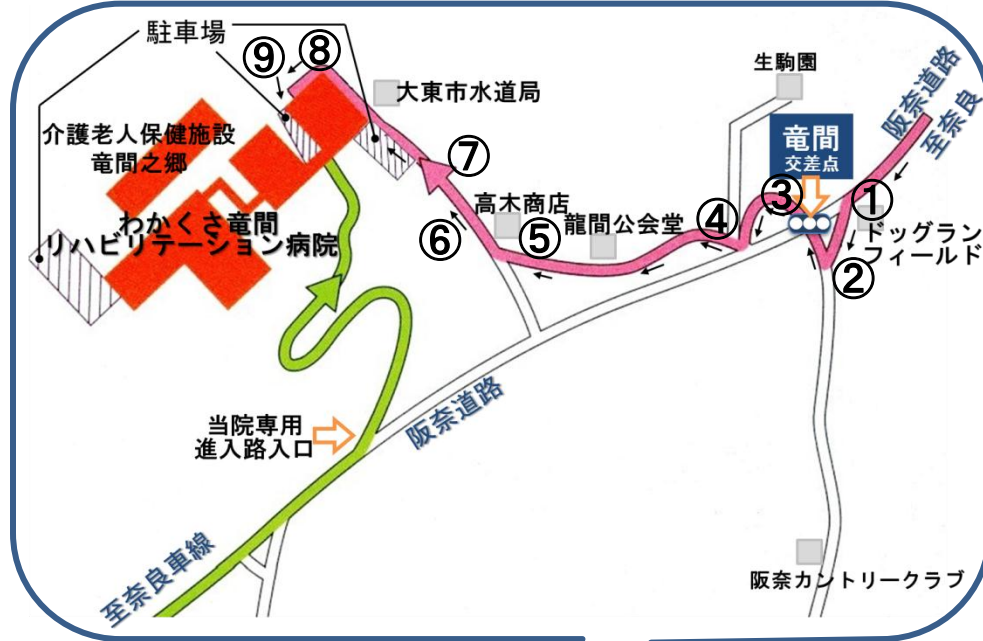 駐車場
⑨
⑧
大東市水道局
生駒園
阪奈道路
至奈良
介護老人保健施設
竜間之郷
竜間
交差点
⑦
高木商店
③
①
わかくさ竜間
リハビリテーション病院
⑥
⑤
龍間公会堂
④
ドッグラン
フィールド
②
阪奈道路
当院専用
進入路入口
至奈良車線
阪奈カントリークラブ